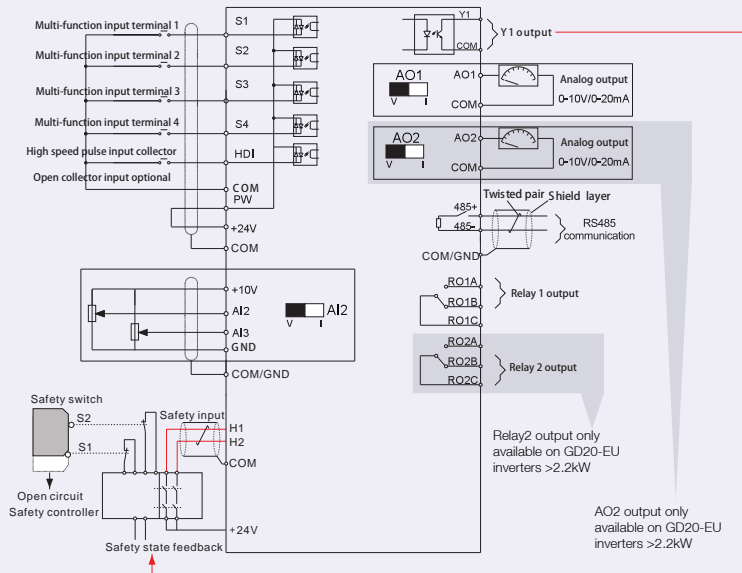 Multi-function input terminal 1
S1
Multi-function input terminal 2
S2
Multi-function input terminal 3
S3
Multi-function input terminal 4
S4
High speed pulse input collector
HDI
Open collector input optional
COM
PW
+24V
COM
+10V
AI2
AI3
GND
V I
AI2
COM/GND
Safety switch
S2
S1
Open circuit
Safety controller
Safety input
H1
H2
COM
+24V
Safety state feedback
Y1
COM
Y1 output
AO1
V I
AO1
COM
Analog output
0-10V/0-20mA
AO2
V I
AO2
COM
Analog output
0-10V/0-20mA
Twisted pair
Shield layer
485+
485-
RS485
communication
COM/GND
RO1A
RO1B
RO1C
Relay 1 output
RO2A
RO2B
RO2C
Relay 2 output
Relay2 output only
available on GD20-EU
inverters >2.2kW
AO2 output only
available on GD20-EU
inverters >2.2kW